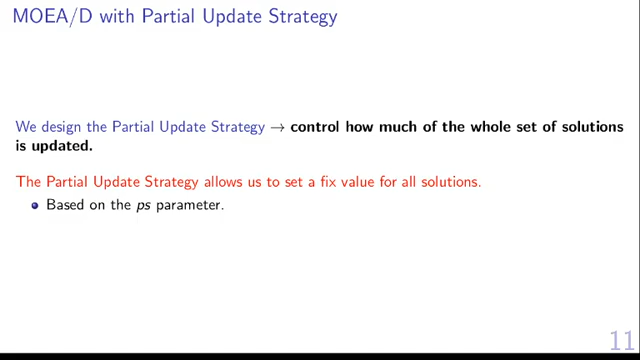 MOEA/D with Partial Update Strategy
We design the Partial Update Strategy → control how much of the whole set of solutions
is updated.
The Partial Update Strategy allows us to set a fix value for all solutions.
Based on the ps parameter.
11